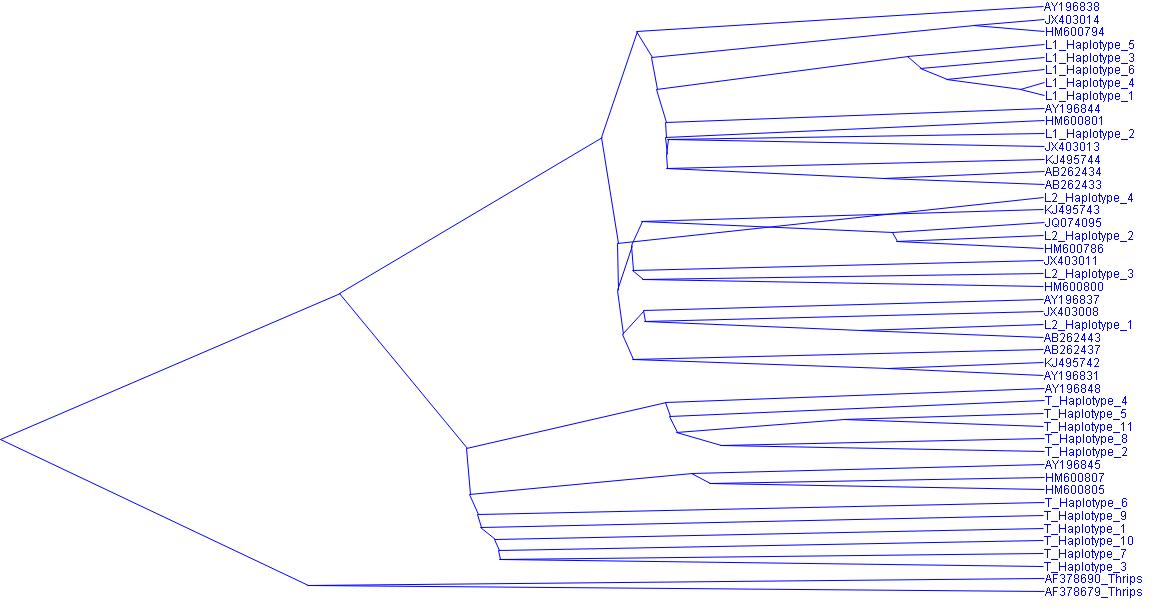 AY196838
JX403014
HM600794
L1_Haplotype_5
L1_Haplotype_3
L1_Haplotype_6
L1_Haplotype_4
L1_Haplotype_1
AY196844
HM600801
L1_Haplotype_2
JX403013
KJ495744
AB262434
AB262433
L2_Haplotype_4
KJ495743
JQ074095
L2_Haplotype_2
HM600786
JX403011
L2_Haplotype_3
HM600800
AY196837
JX403008
L2_Haplotype_1
AB262443
AB262437
KJ495742
AY196831
AY196848
T_Haplotype_4
T_Haplotype_5
T_Haplotype_11
T_Haplotype_8
T_Haplotype_2
AY196845
HM600807
HM600805
T_Haplotype_6
T_Haplotype_9
T_Haplotype_1
T_Haplotype_10
T_Haplotype_7
T_Haplotype_3
AF378690_Thrips
AF378679_Thrips